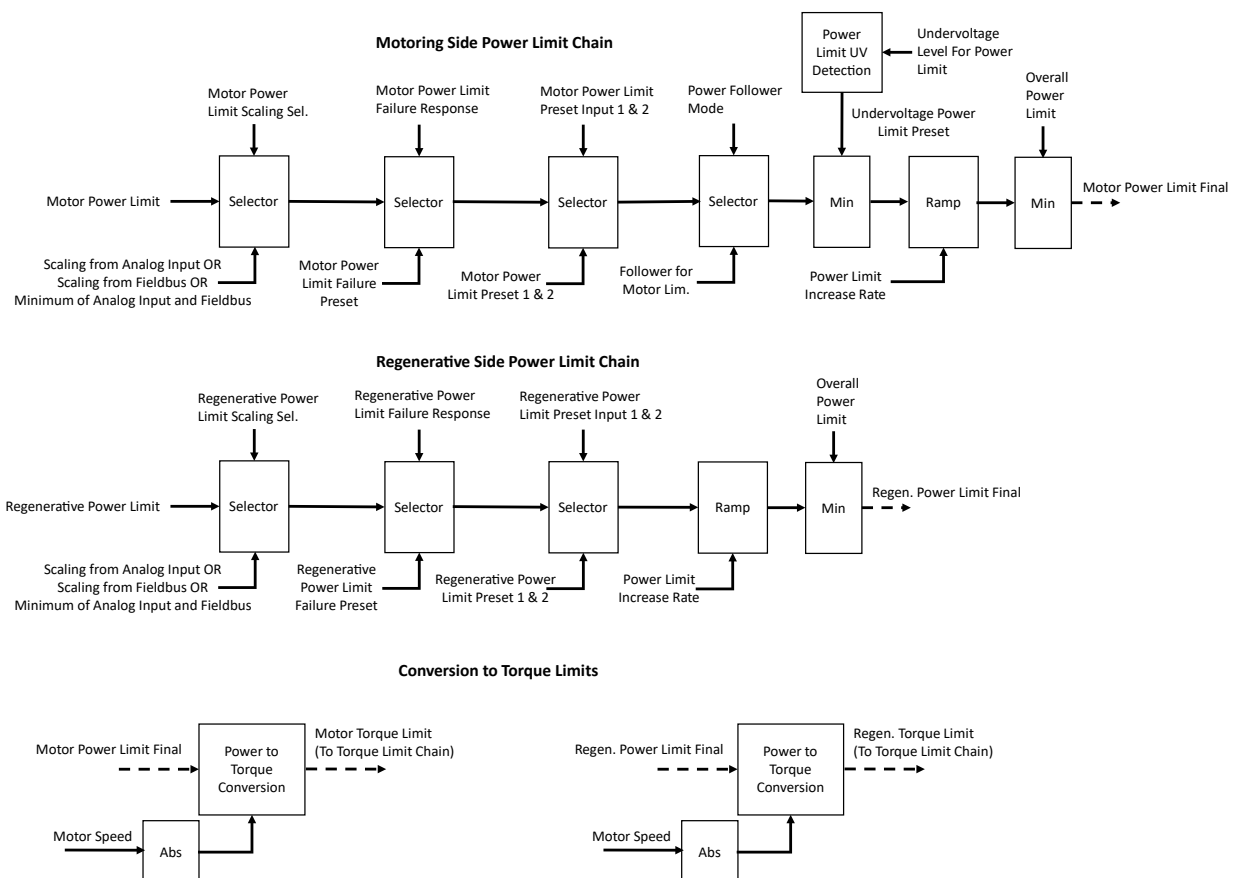 Motoring Side Power Limit Chain
Power
Limit UV
Detection
Undervoltage
Level For Power
Limit
Motor Power
Limit Scaling Sel.
Motor Power Limit
Failure Response
Motor Power Limit
Preset Input 1 & 2
Power Follower
Mode
Undervoltage Power
Limit Preset
Overall
Power
Limit
Motor Power Limit
Selector
Selector
Selector
Selector
Min
Ramp
Min
Motor Power Limit Final
Scaling from Analog Input OR
Scaling from Fieldbus OR
Minimum of Analog Input and Fieldbus
Motor Power
Limit Failure
Preset
Motor Power
Limit Preset 1 & 2
Follower for
Motor Lim.
Power Limit
Increase Rate
Regenerative Side Power Limit Chain
Regenerative Power
Limit Scaling Sel.
Regenerative Power
Limit Failure Response
Regenerative Power
Limit Preset Input 1 & 2
Overall
Power
Limit
Regenerative Power Limit
Selector
Selector
Selector
Ramp
Min
Regen. Power Limit Final
Scaling from Analog Input OR
Scaling from Fieldbus OR
Minimum of Analog Input and Fieldbus
Regenerative
Power Limit
Failure Preset
Regenerative Power
Limit Preset 1 & 2
Power Limit
Increase Rate
Conversion to Torque Limits
Motor Power Limit Final
Power to
Torque
Conversion
Motor Torque Limit
(To Torque Limit Chain)
Motor Speed
Abs
Regen. Power Limit Final
Power to
Torque
Conversion
Regen. Torque Limit
(To Torque Limit Chain)
Motor Speed
Abs